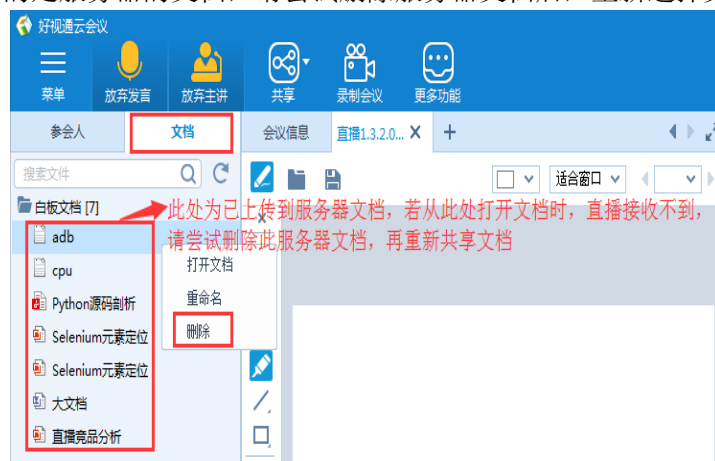 好视通云会议
菜单 放弃发言 放弃主讲 共享 录制会议 更多功能
参会人 文档 会议信息 直播1.3.2.0...
搜索文件
适合窗口
白板文档 [7]
此处为已上传到服务器文档，若从此处打开文档时，直播接收不到，
请尝试删除此服务器文档，再重新共享文档
adb
打开文档
cpu
重命名
Python源码剖析
删除
Selenium元素定位
Selenium元素定位
大文档
直播竞品分析